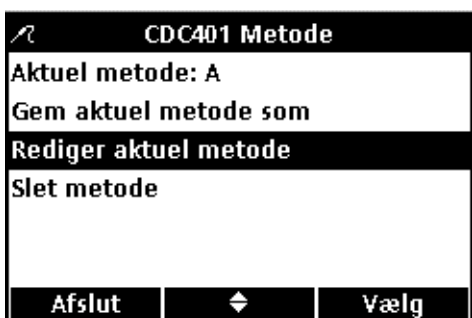 CDC401 Metode
Aktuel metode: A
Gem aktuel metode som
Rediger aktuel metode
Slet metode
Afslut Vælg